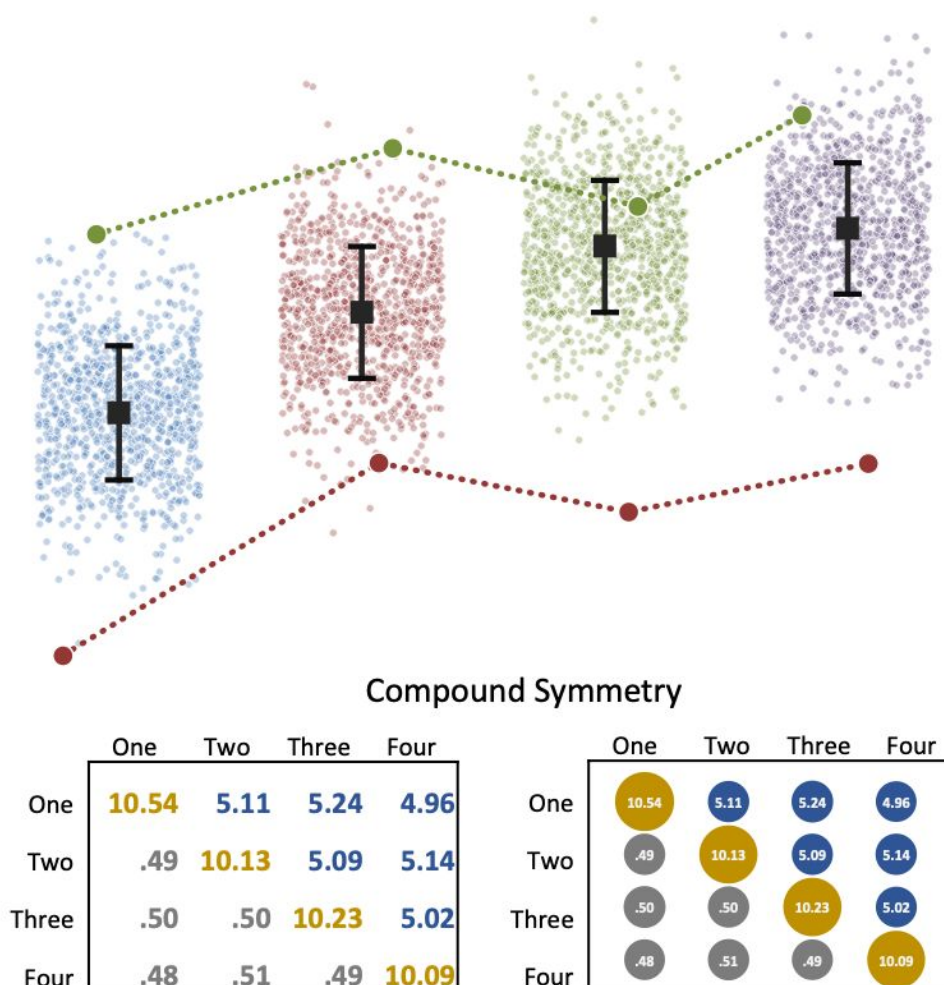 Compound Symmetry
One Two Three Four
One 10.54 5.11 5.24 4.96
Two .49 10.13 5.09 5.14
Three .50 .50 10.23 5.02
Four .48 .51 .49 10.09
One Two Three Four
One 10.54 5.11 5.24 4.96
Two .49 10.13 5.09 5.14
Three .50 .50 10.23 5.02
Four .48 .51 .49 10.09